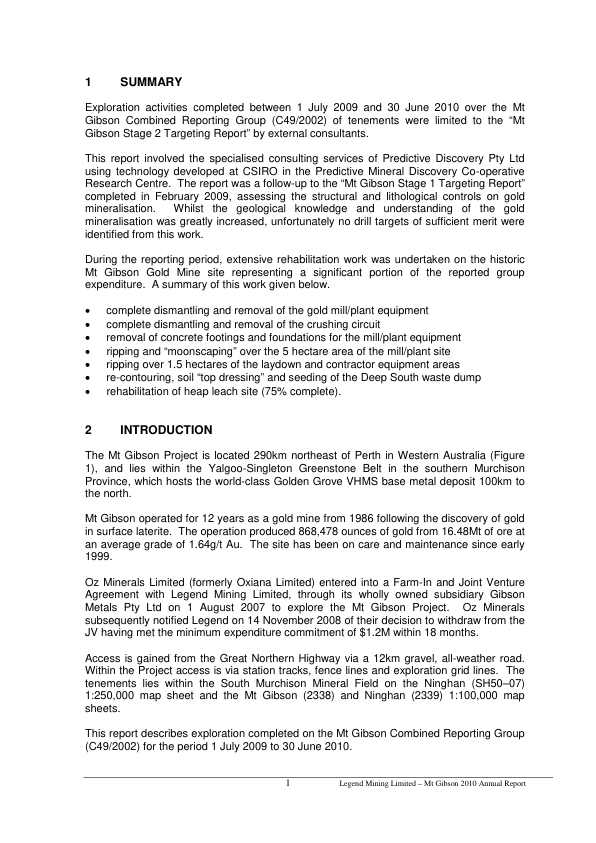 1 SUMMARY
Exploration activities completed between 1 July 2009 and 30 June 2010 over the Mt
Gibson Combined Reporting Group (C49/2002) of tenements were limited to the “Mt
Gibson Stage 2 Targeting Report” by external consultants.
This report involved the specialised consulting services of Predictive Discovery Pty Ltd
using technology developed at CSIRO in the Predictive Mineral Discovery Co-operative
Research Centre. The report was a follow-up to the “Mt Gibson Stage 1 Targeting Report”
completed in February 2009, assessing the structural and lithological controls on gold
mineralisation. Whilst the geological knowledge and understanding of the gold
mineralisation was greatly increased, unfortunately no drill targets of sufficient merit were
identified from this work.
During the reporting period, extensive rehabilitation work was undertaken on the historic
Mt Gibson Gold Mine site representing a significant portion of the reported group
expenditure. A summary of this work given below.
• complete dismantling and removal of the gold mill/plant equipment
• complete dismantling and removal of the crushing circuit
• removal of concrete footings and foundations for the mill/plant equipment
• ripping and “moonscaping” over the 5 hectare area of the mill/plant site
• ripping over 1.5 hectares of the laydown and contractor equipment areas
• re-contouring, soil “top dressing” and seeding of the Deep South waste dump
• rehabilitation of heap leach site (75% complete).
2 INTRODUCTION
The Mt Gibson Project is located 290km northeast of Perth in Western Australia (Figure
1), and lies within the Yalgoo-Singleton Greenstone Belt in the southern Murchison
Province, which hosts the world-class Golden Grove VHMS base metal deposit 100km to
the north.
Mt Gibson operated for 12 years as a gold mine from 1986 following the discovery of gold
in surface laterite. The operation produced 868,478 ounces of gold from 16.48Mt of ore at
an average grade of 1.64g/t Au. The site has been on care and maintenance since early
1999.
Oz Minerals Limited (formerly Oxiana Limited) entered into a Farm-In and Joint Venture
Agreement with Legend Mining Limited, through its wholly owned subsidiary Gibson
Metals Pty Ltd on 1 August 2007 to explore the Mt Gibson Project. Oz Minerals
subsequently notified Legend on 14 November 2008 of their decision to withdraw from the
JV having met the minimum expenditure commitment of $1.2M within 18 months.
Access is gained from the Great Northern Highway via a 12km gravel, all-weather road.
Within the Project access is via station tracks, fence lines and exploration grid lines. The
tenements lies within the South Murchison Mineral Field on the Ninghan (SH50–07)
1:250,000 map sheet and the Mt Gibson (2338) and Ninghan (2339) 1:100,000 map
sheets.
This report describes exploration completed on the Mt Gibson Combined Reporting Group
(C49/2002) for the period 1 July 2009 to 30 June 2010.
1 Legend Mining Limited – Mt Gibson 2010 Annual Report